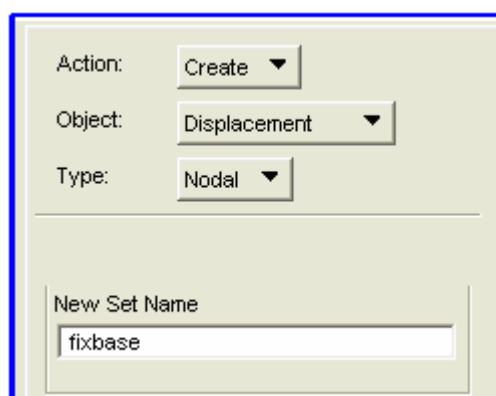 Action: Create
Object: Displacement
Type: Nodal
New Set Name
fixbase